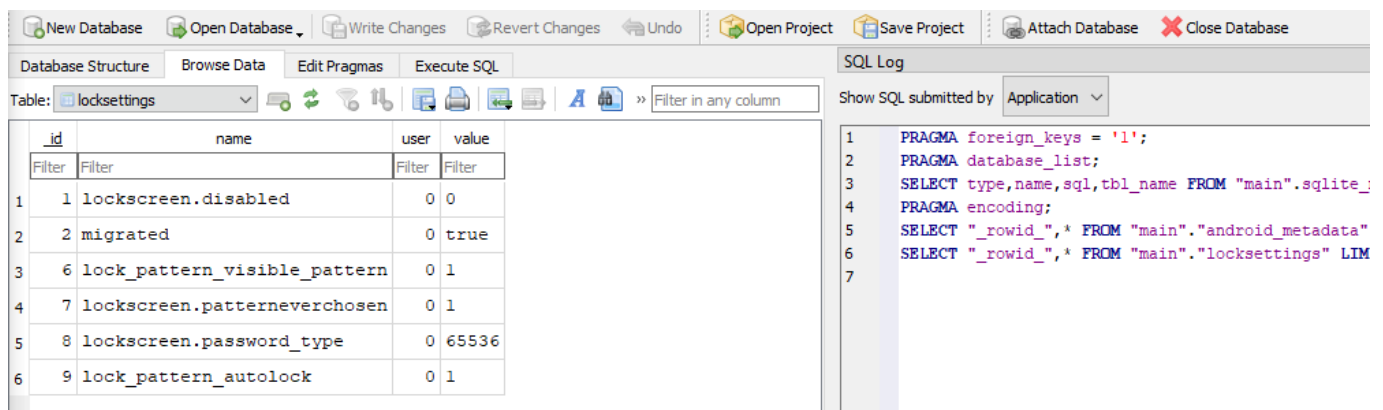 New Database Open Database Write Changes Revert Changes Undo Open Project Save Project Attach Database Close Database
Database Structure Browse Data Edit Pragmas Execute SQL
Table: locksettings » Filter in any column
_id name user value
Filter Filter Filter Filter
1 1 lockscreen.disabled 0 0
2 2 migrated 0 true
3 6 lock_pattern_visible_pattern 0 1
4 7 lockscreen.patterneverchosen 0 1
5 8 lockscreen.password_type 0 65536
6 9 lock_pattern_autolock 0 1
SQL Log
Show SQL submitted by Application
1 PRAGMA foreign_keys = '1';
2 PRAGMA database_list;
3 SELECT type,name,sql,tbl_name FROM "main".sqlite_
4 PRAGMA encoding;
5 SELECT "_rowid_",* FROM "main"."android_metadata"
6 SELECT "_rowid_",* FROM "main"."locksettings" LIM
7